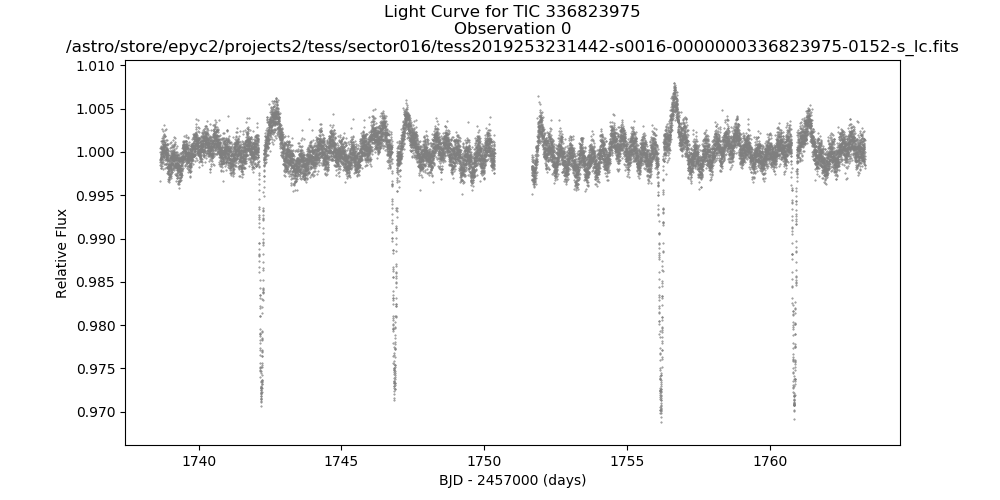 Light Curve for TIC 336823975
Observation 0
/astro/store/epyc2/projects2/tess/sector016/tess2019253231442-s0016-0000000336823975-0152-s_lc.fits
1.010
1.005
1.000
0.995
0.990
0.985
0.980
0.975
0.970
Relative Flux
1740
1745
1750
1755
1760
BJD - 2457000 (days)